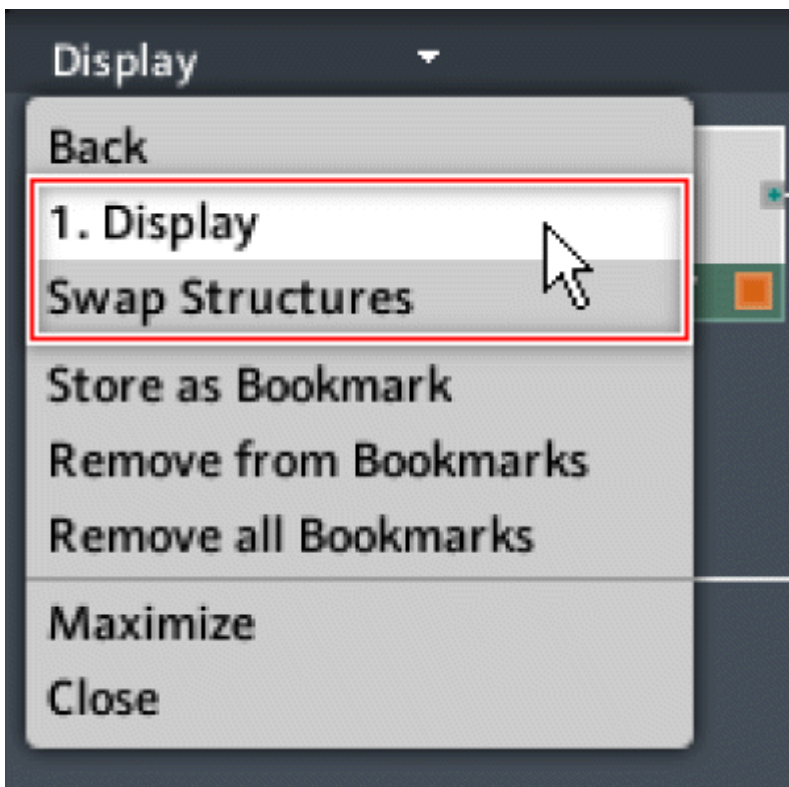 Display
Back
1. Display
Swap Structures
Store as Bookmark
Remove from Bookmarks
Remove all Bookmarks
Maximize
Close